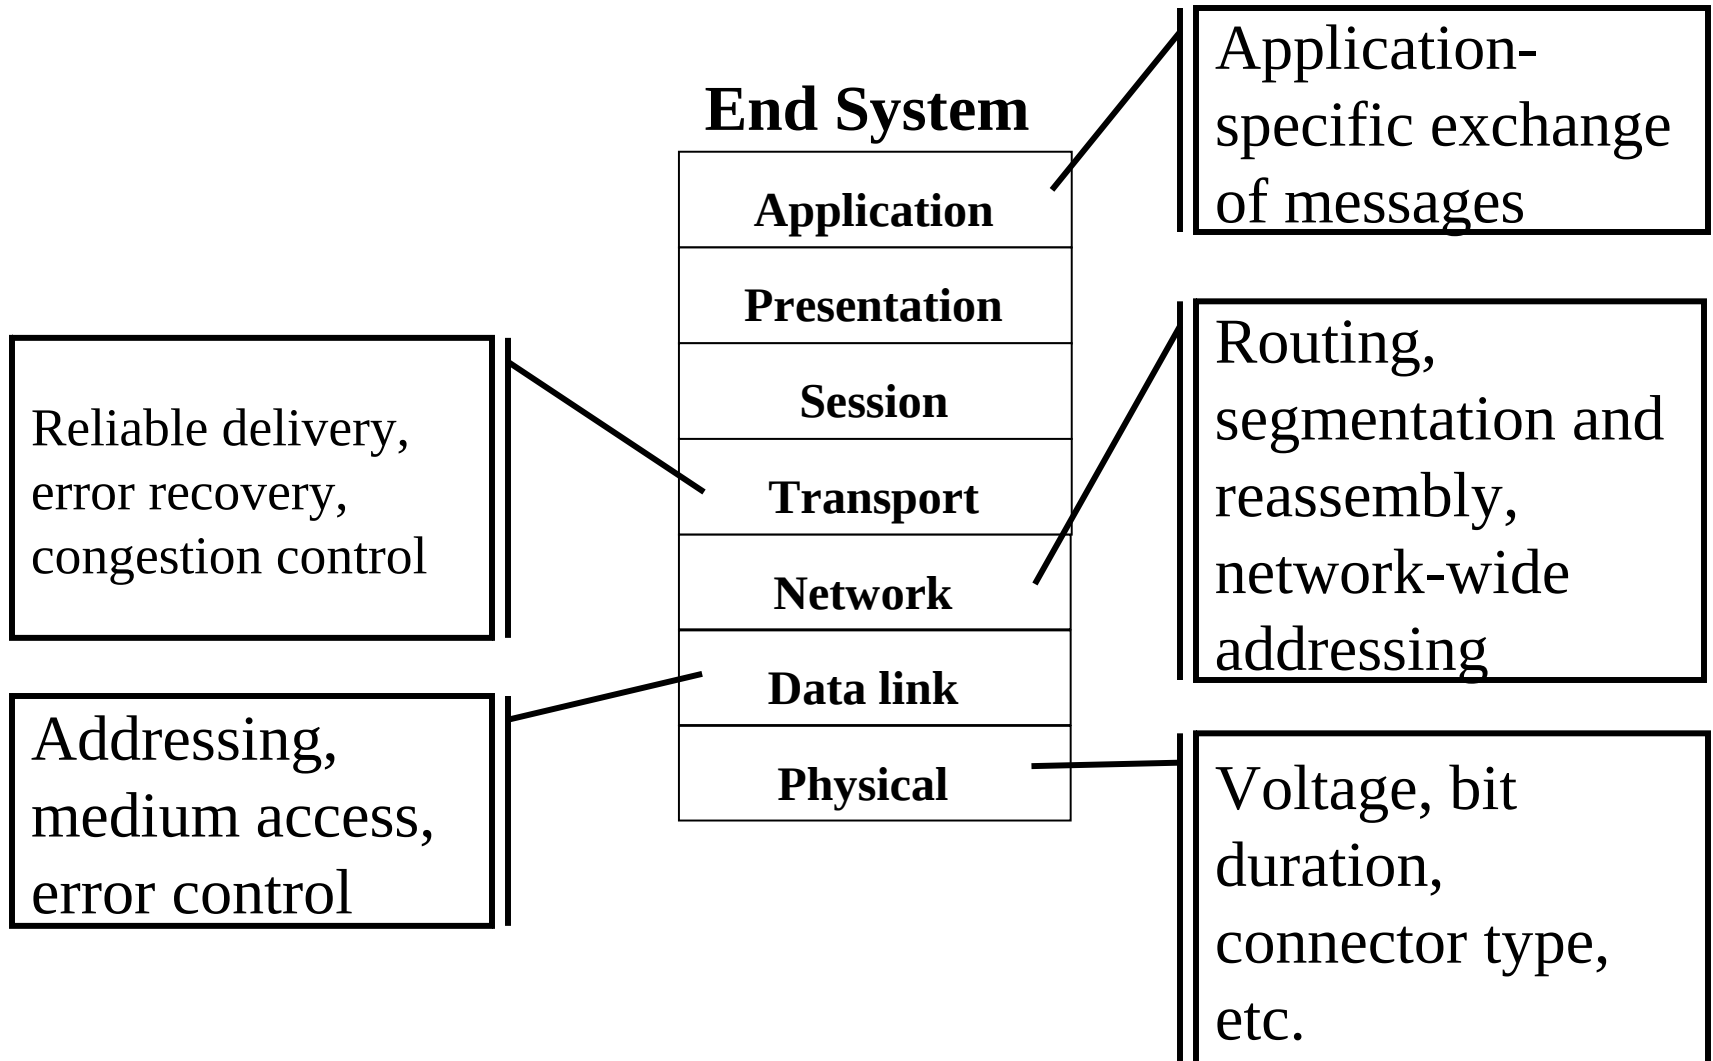 Application-
specific exchange
of messages
End System
Application
Presentation
Session
Transport
Network
Data link
Physical
Reliable delivery,
error recovery,
congestion control
Routing,
segmentation and
reassembly,
network-wide
addressing
Addressing,
medium access,
error control
Voltage, bit
duration,
connector type,
etc.